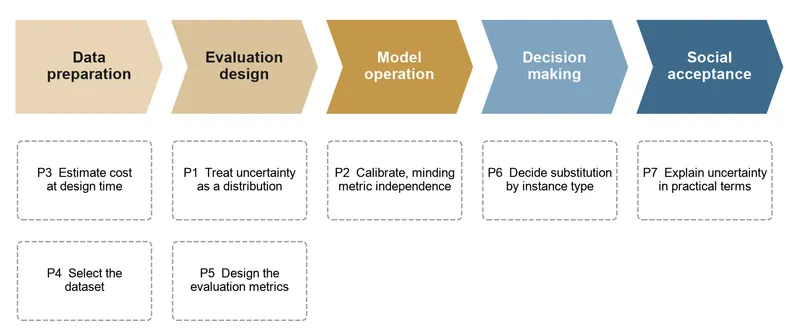 Data
preparation
Evaluation
design
Model
operation
Decision
making
Social
acceptance
P3 Estimate cost
at design time
P1 Treat uncertainty
as a distribution
P2 Calibrate, minding
metric independence
P6 Decide substitution
by instance type
P7 Explain uncertainty
in practical terms
P4 Select the
dataset
P5 Design the
evaluation metrics